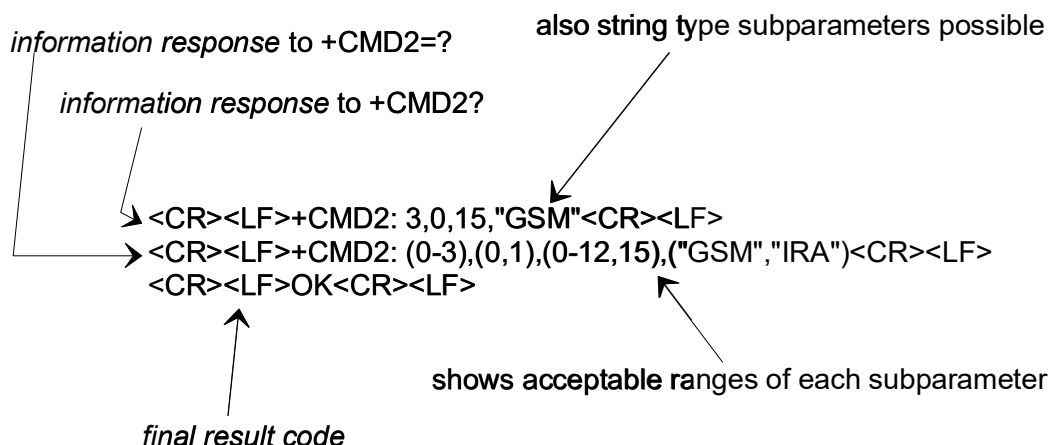 also string type subparameters possible
information response to +CMD2=?
information response to +CMD2?
<CR><LF>+CMD2: 3,0,15,"GSM"<CR><LF>
<CR><LF>+CMD2: (0-3),(0,1),(0-12,15),("GSM","IRA")<CR><LF>
<CR><LF>OK<CR><LF>
shows acceptable ranges of each subparameter
final result code